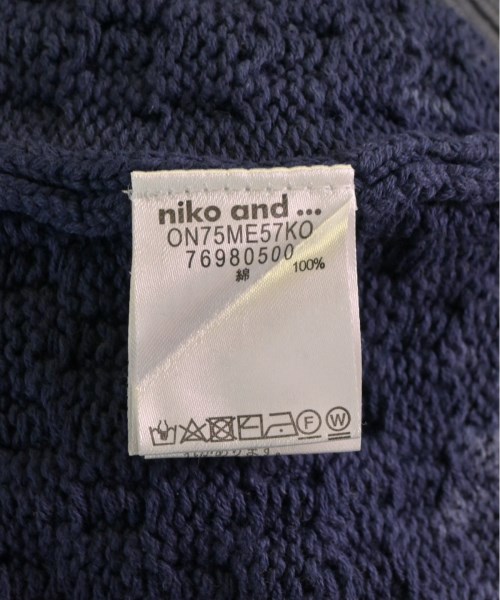 niko and ...
ON75ME57KO
76980500
綿 100%
F W